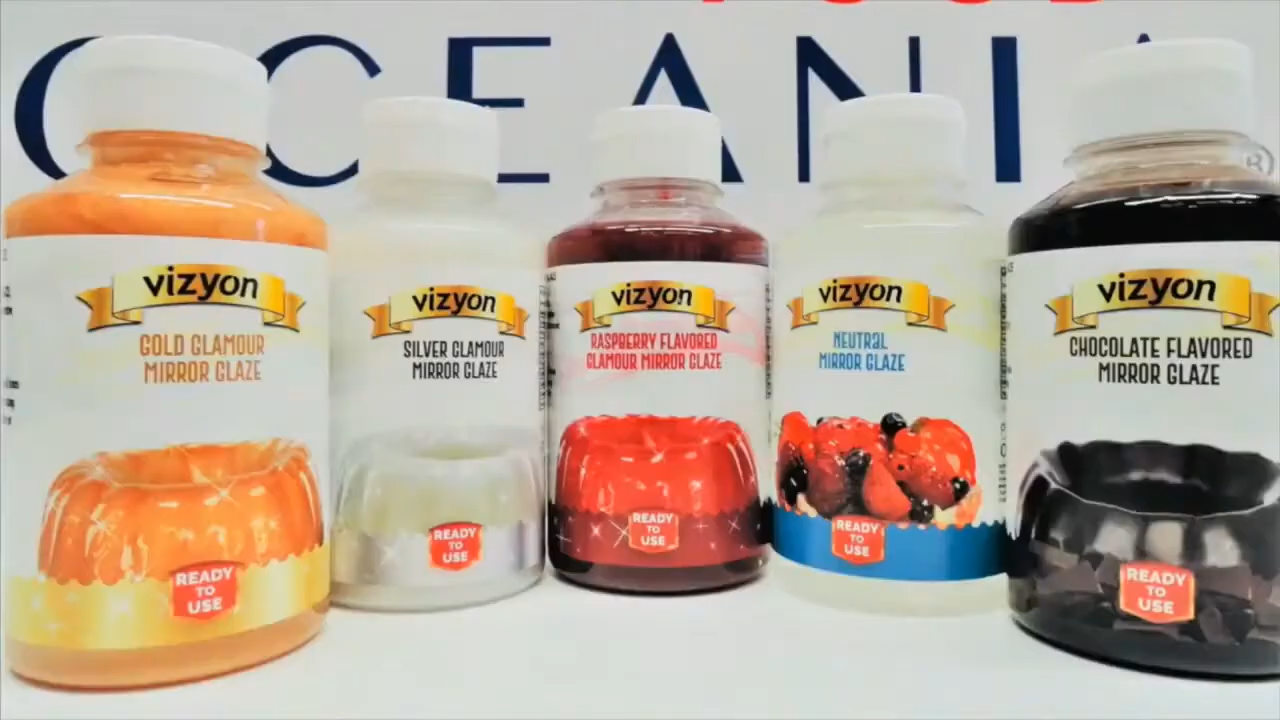 OCEANIA
®
vizyon
GOLD GLAMOUR
MIRROR GLAZE
READY
TO
USE
vizyon
SILVER GLAMOUR
MIRROR GLAZE
READY
TO
USE
vizyon
RASPBERRY FLAVORED
GLAMOUR MIRROR GLAZE
READY
TO
USE
vizyon
NEUTRAL
MIRROR GLAZE
READY
TO
USE
vizyon
CHOCOLATE FLAVORED
MIRROR GLAZE
READY
TO
USE